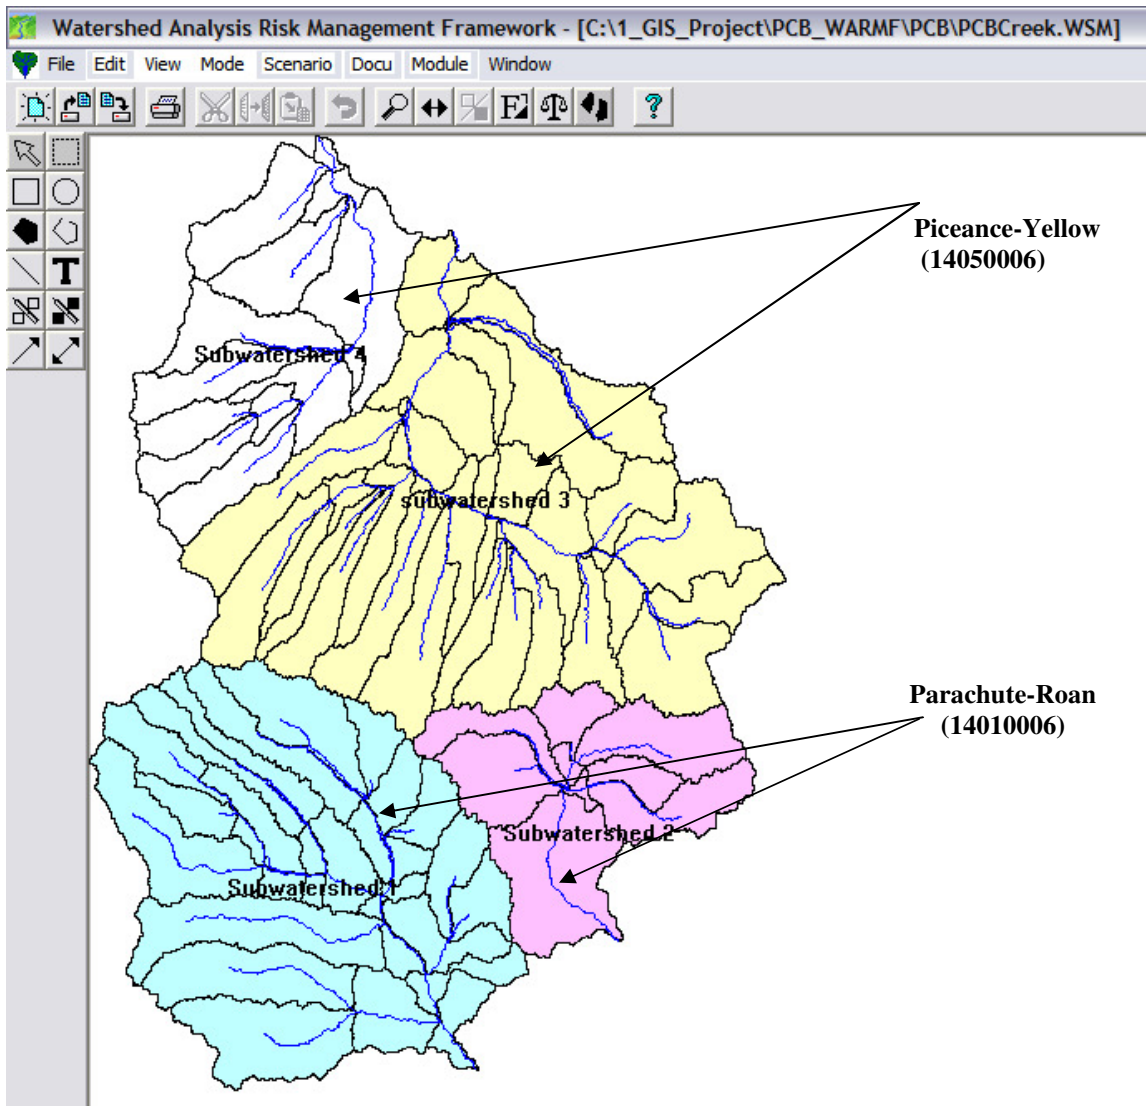 Watershed Analysis Risk Management Framework - [C:\1_GIS_Project\PCB_WARMF\PCB\PCBCreek.WSM]
File Edit View Mode Scenario Docu Module Window
F
?
T
Piceance-Yellow
(14050006)
Subwatershed 4
subwatershed 3
Parachute-Roan
(14010006)
Subwatershed 2
Subwatershed 1